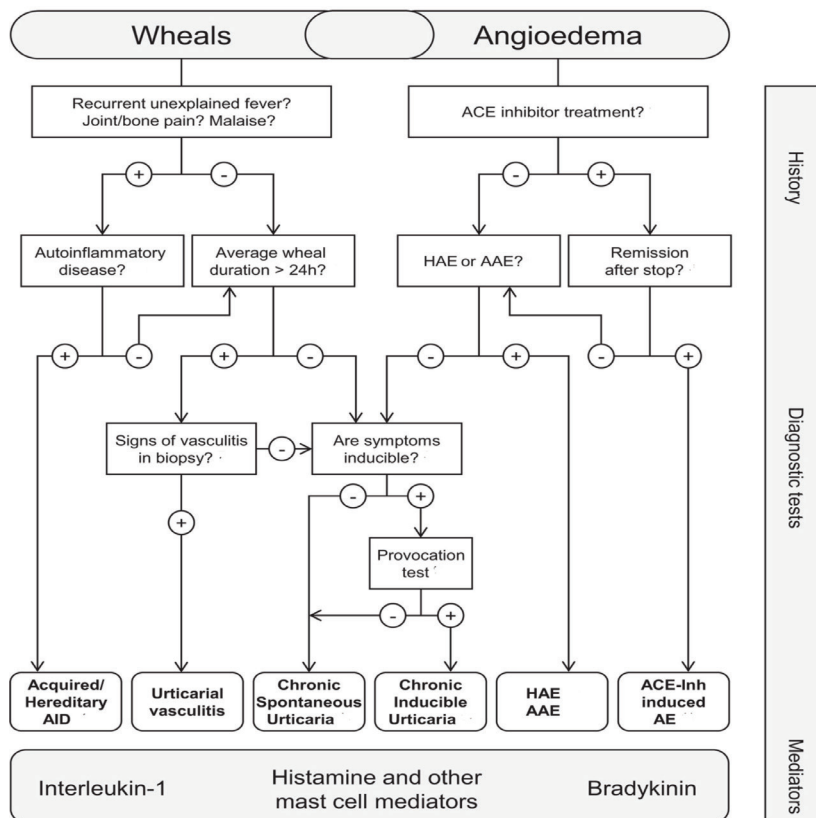 Wheals
Angioedema
Recurrent unexplained fever?
Joint/bone pain? Malaise?
ACE inhibitor treatment?
+
-
-
+
Autoinflammatory
disease?
Average wheal
duration > 24h?
HAE or AAE?
Remission
after stop?
+
-
+
-
-
+
-
+
Signs of vasculitis
in biopsy?
-
Are symptoms
inducible?
-
+
+
Provocation
test
-
+
Acquired/
Hereditary
AID
Urticarial
vasculitis
Chronic
Spontaneous
Urticaria
Chronic
Inducible
Urticaria
HAE
AAE
ACE-Inh
induced
AE
Interleukin-1
Histamine and other
mast cell mediators
Bradykinin
History
Diagnostic tests
Mediators